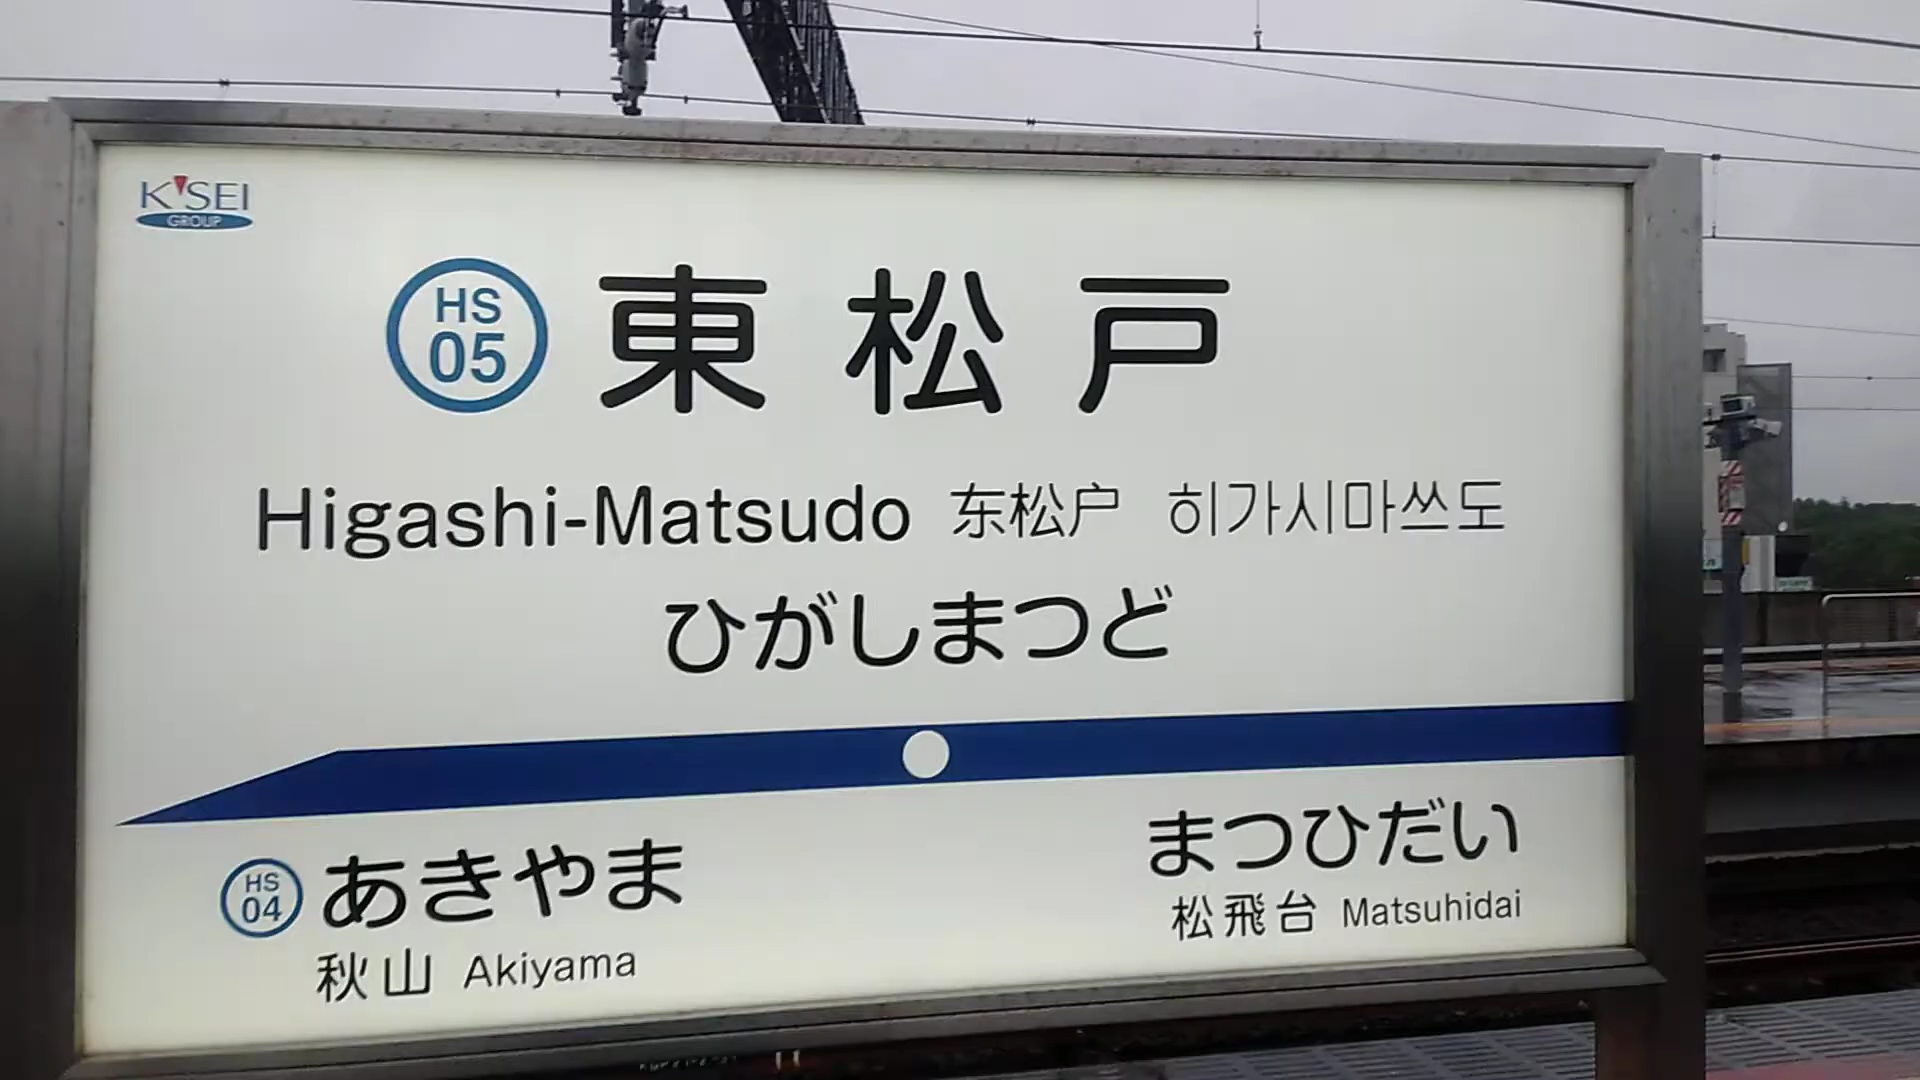 K'SEI
GROUP
HS
05
東松戸
Higashi-Matsudo 东松户 히가시마쓰도
ひがしまつど
HS
04
あきやま
秋山 Akiyama
まつひだい
松飛台 Matsuhidai